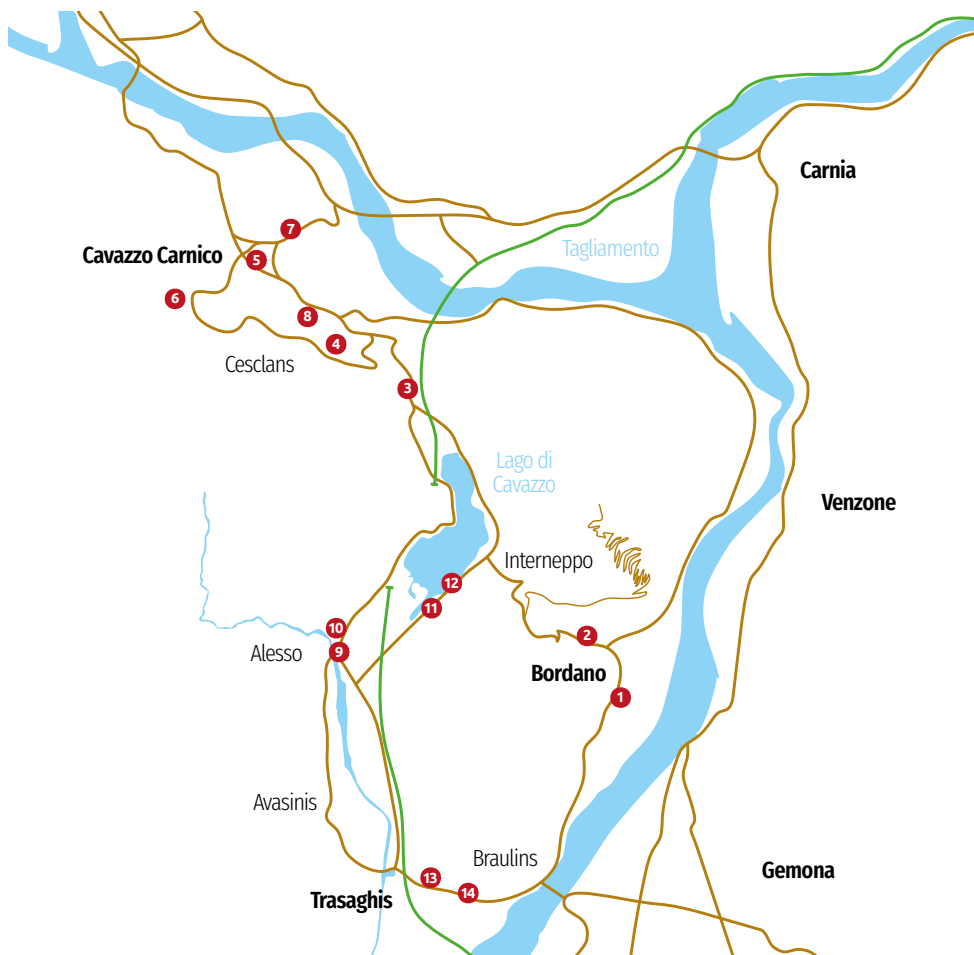 Carnia
7
Tagliamento
Cavazzo Carnico
5
6
8
4
Cesclans
3
Lago di
Cavazzo
Venzone
Interneppo
12
11
10
2
9
Alesso
Bordano
1
Avasinis
Braulins
Gemona
13
14
Trasaghis